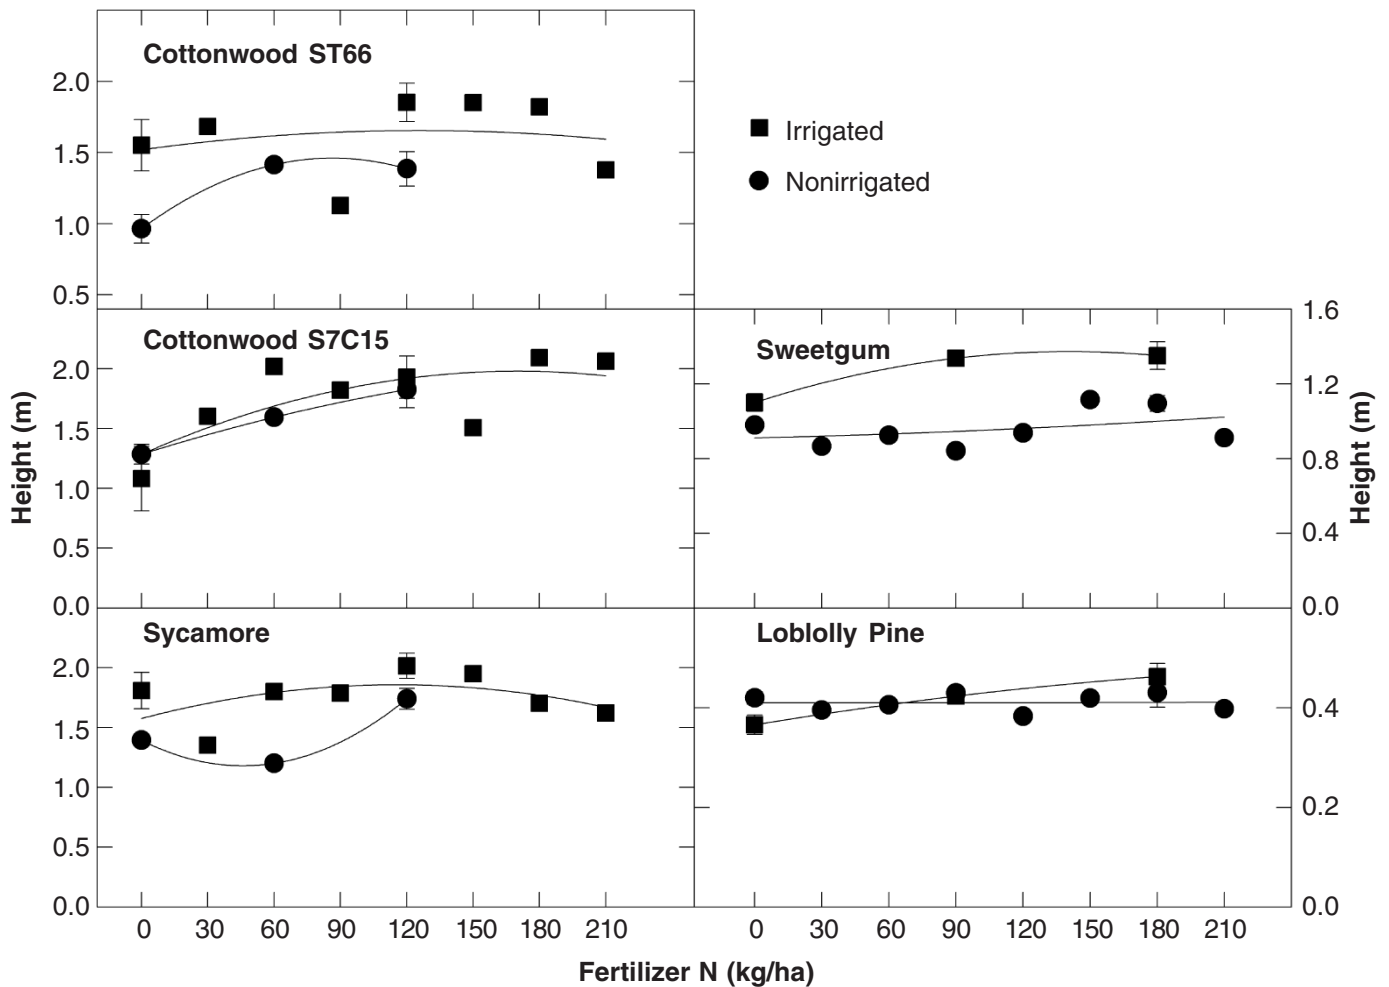 Cottonwood ST66
2.0
1.5
1.0
0.5
Irrigated
Nonirrigated
Cottonwood S7C15
2.0
1.5
1.0
0.5
0.0
Sweetgum
1.6
1.2
0.8
0.4
0.0
Height (m)
Height (m)
Sycamore
2.0
1.5
1.0
0.5
0.0
Loblolly Pine
0.4
0.2
0.0
0 30 60 90 120 150 180 210
0 30 60 90 120 150 180 210
Fertilizer N (kg/ha)